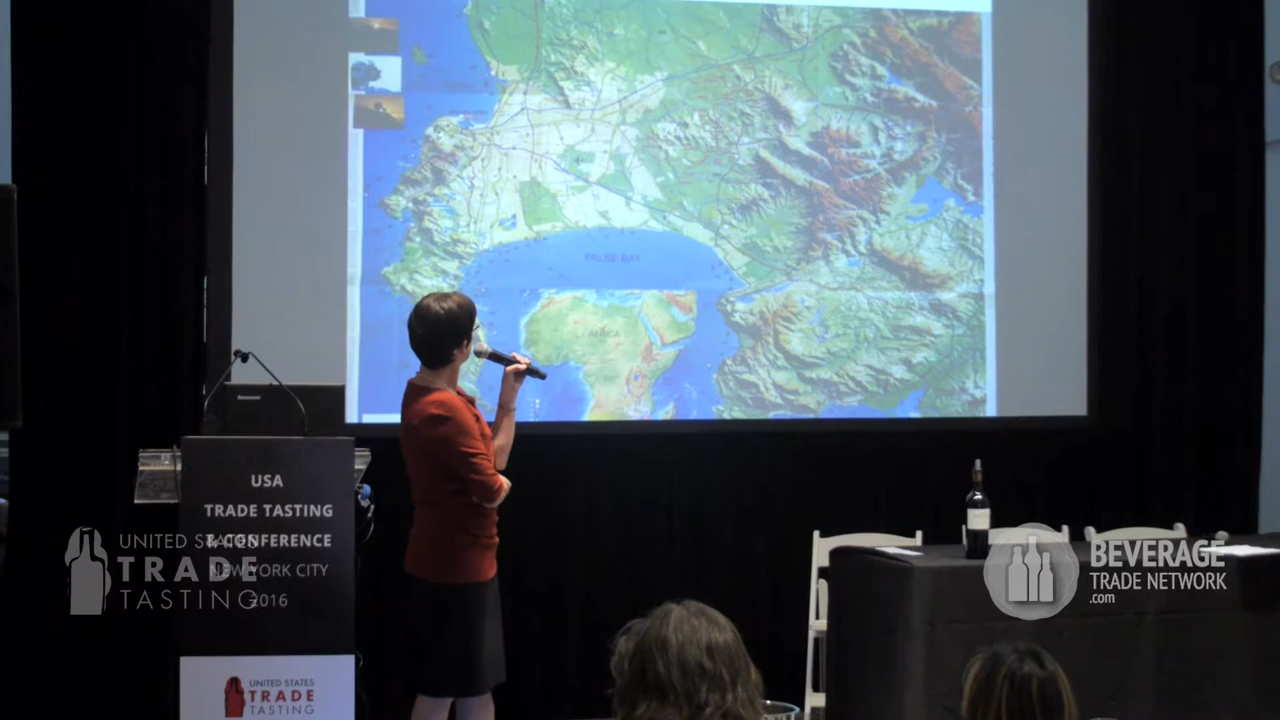 FALSE BAY
AFRICA
USA
TRADE TASTING
& CONFERENCE
NEW YORK CITY
2016
UNITED STATES
TRADE
TASTING
BEVERAGE
TRADE NETWORK
.com
UNITED STATES
TRADE
TASTING